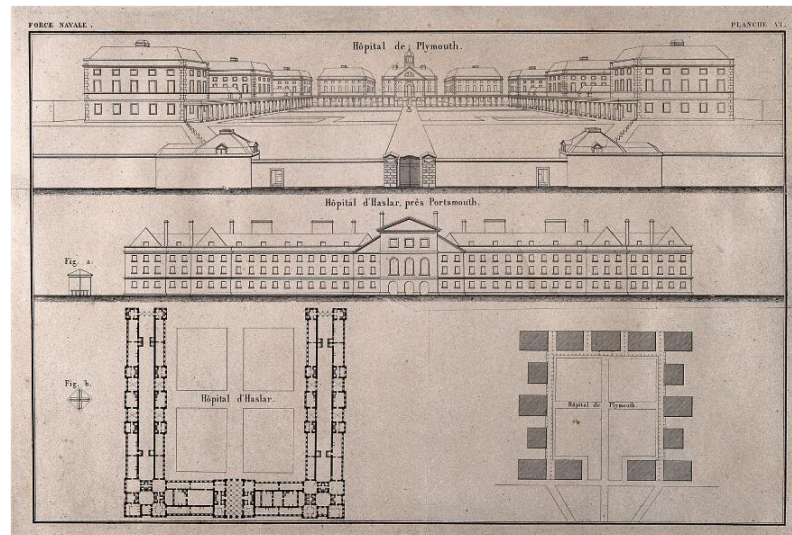 FORCE NAVALE.
PLANCHE VI.
Hôpital de Plymouth.
Hôpital d'Haslar, près Portsmouth.
Fig. a.
Fig. b.
Hôpital d'Haslar.
Hôpital de Plymouth.